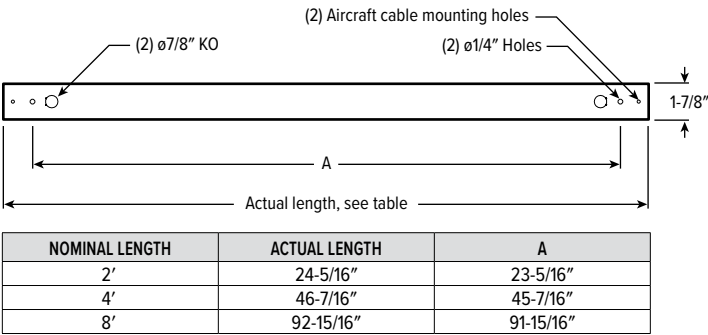 (2) Aircraft cable mounting holes
(2) ø7/8″ KO
(2) ø1/4″ Holes
1-7/8″
A
Actual length, see table
NOMINAL LENGTH ACTUAL LENGTH A
2′ 24-5/16″ 23-5/16″
4′ 46-7/16″ 45-7/16″
8′ 92-15/16″ 91-15/16″